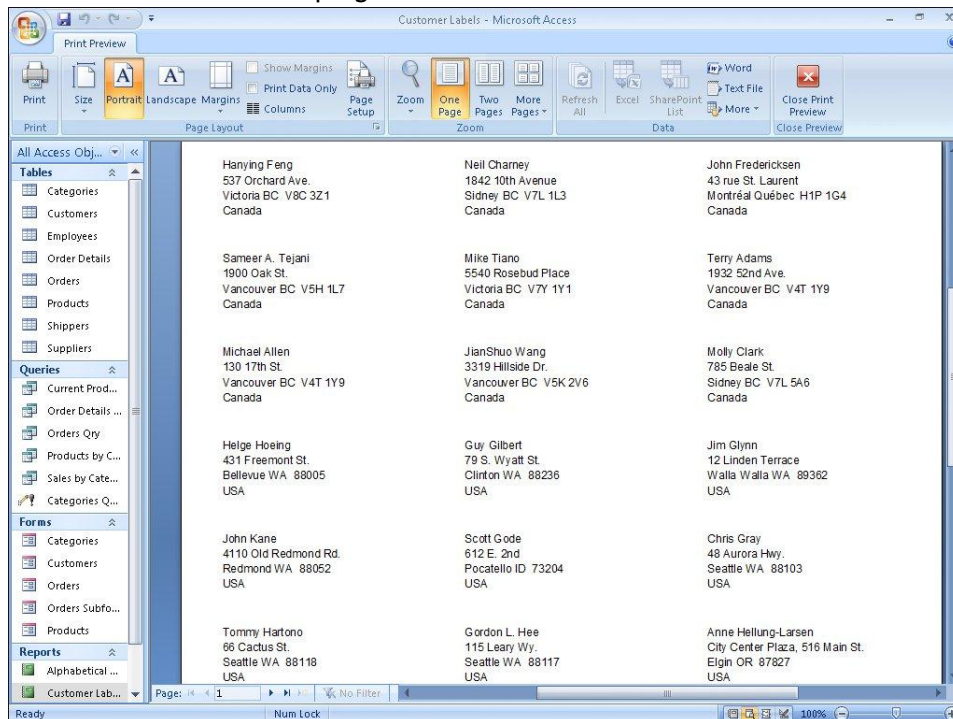 Customer Labels - Microsoft Access
Print Preview
Print
Size
Portrait
Landscape
Margins
Show Margins
Print Data Only
Columns
Page Setup
Zoom
One Page
Two Pages
More Pages
Refresh All
Excel
SharePoint List
Word
Text File
More
Close Print Preview
Print
Page Layout
Zoom
Data
Close Preview
All Access Obj...
Tables
Categories
Customers
Employees
Order Details
Orders
Products
Shippers
Suppliers
Queries
Current Prod...
Order Details ...
Orders Qry
Products by C...
Sales by Cate...
Categories Q...
Forms
Categories
Customers
Orders
Orders Subfo...
Products
Reports
Alphabetical ...
Customer Lab...
Hanying Feng
537 Orchard Ave.
Victoria BC V8C 3Z1
Canada
Neil Charney
1842 10th Avenue
Sidney BC V7L 1L3
Canada
John Fredericksen
43 rue St. Laurent
Montréal Québec H1P 1G4
Canada
Sameer A. Tejani
1900 Oak St.
Vancouver BC V5H 1L7
Canada
Mike Tiano
5540 Rosebud Place
Victoria BC V7Y 1Y1
Canada
Terry Adams
1932 52nd Ave.
Vancouver BC V4T 1Y9
Canada
Michael Allen
130 17th St.
Vancouver BC V4T 1Y9
Canada
JianShuo Wang
3319 Hillside Dr.
Vancouver BC V5K 2V6
Canada
Molly Clark
785 Beale St.
Sidney BC V7L 5A6
Canada
Helge Hoeing
431 Freemont St.
Bellevue WA 88005
USA
Guy Gilbert
79 S. Wyatt St.
Clinton WA 88236
USA
Jim Glynn
12 Linden Terrace
Walla Walla WA 89362
USA
John Kane
4110 Old Redmond Rd.
Redmond WA 88052
USA
Scott Gode
612 E. 2nd
Pocatello ID 73204
USA
Chris Gray
48 Aurora Hwy.
Seattle WA 88103
USA
Tommy Hartono
66 Cactus St.
Seattle WA 88118
USA
Gordon L. Hee
115 Leary Wy.
Seattle WA 88117
USA
Anne Hellung-Larsen
City Center Plaza, 516 Main St.
Elgin OR 87827
USA
Page: 1
No Filter
Ready
Num Lock
100%